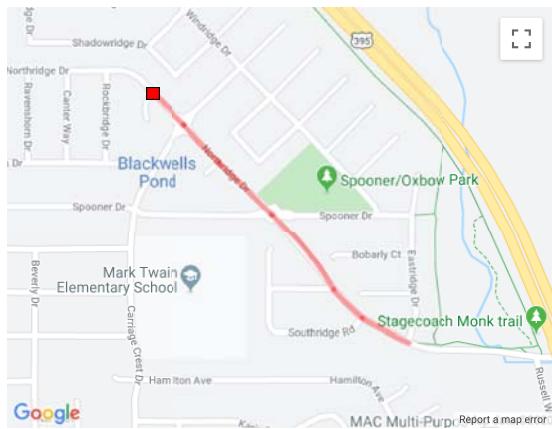 Shadowridge Dr
Windridge Dr
395
Northridge Dr
Ravenshorn Dr
Canter Way
Rockbridge Dr
Dr
Northridge Dr
Blackwells
Pond
Spooner/Oxbow Park
Spooner Dr
Spooner Dr
Bobarly Ct
Eastridge Dr
Beverly Dr
Mark Twain
Elementary School
Carriage Crest Dr
Southridge Rd
Stagecoach Monk trail
Hamilton Ave
Hamilton Ave
Russell W
Google
MAC Multi-Purpo
Report a map error